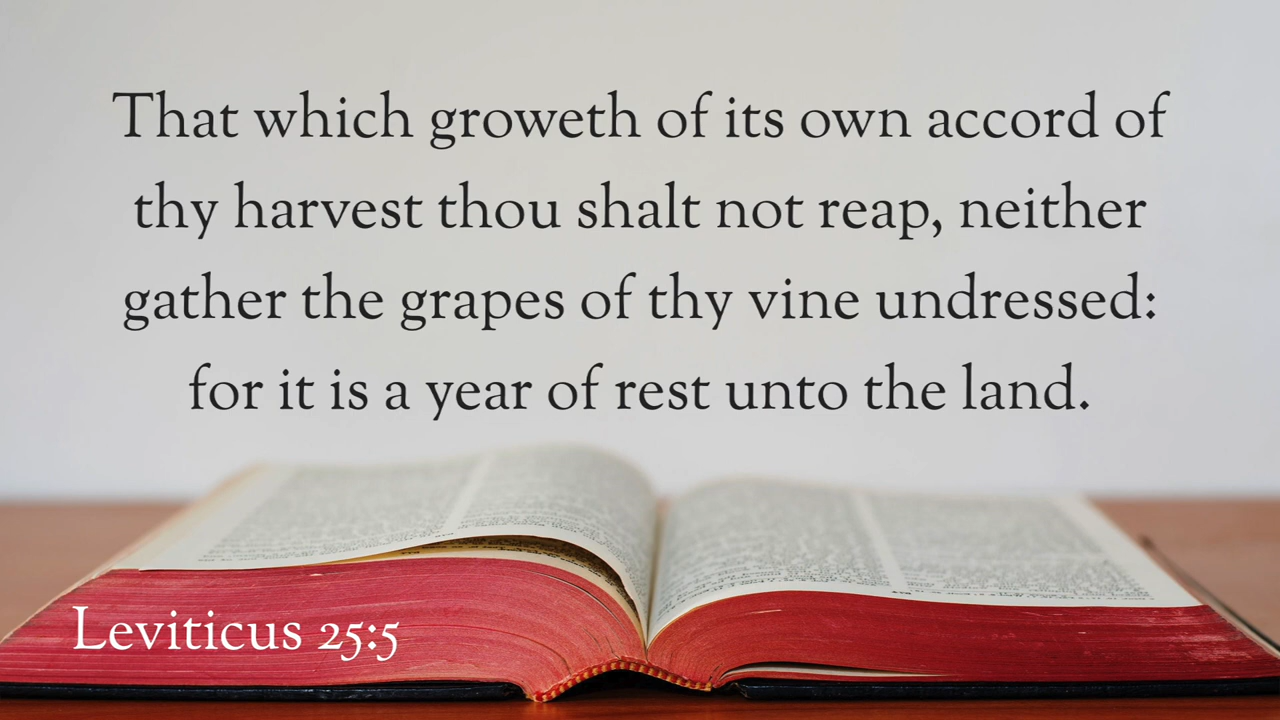 That which groweth of its own accord of
thy harvest thou shalt not reap, neither
gather the grapes of thy vine undressed:
for it is a year of rest unto the land.
Leviticus 25:5